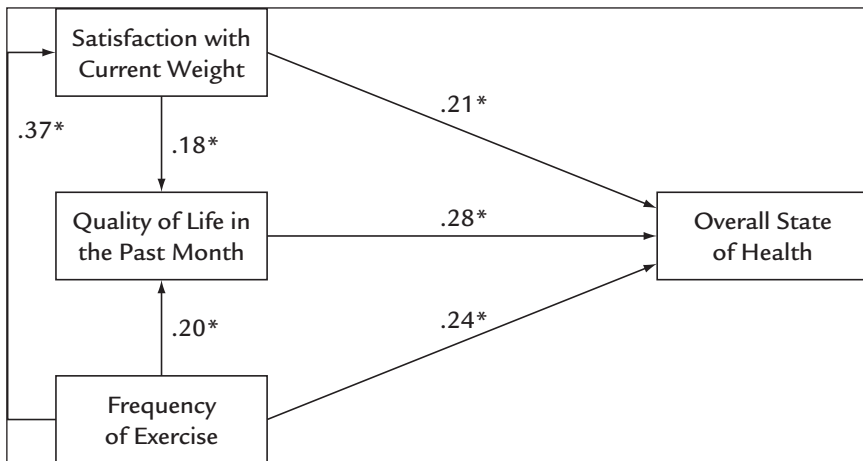 Satisfaction with
Current Weight
.21*
.37*
.18*
Quality of Life in
the Past Month
.28*
Overall State
of Health
.20*
.24*
Frequency
of Exercise